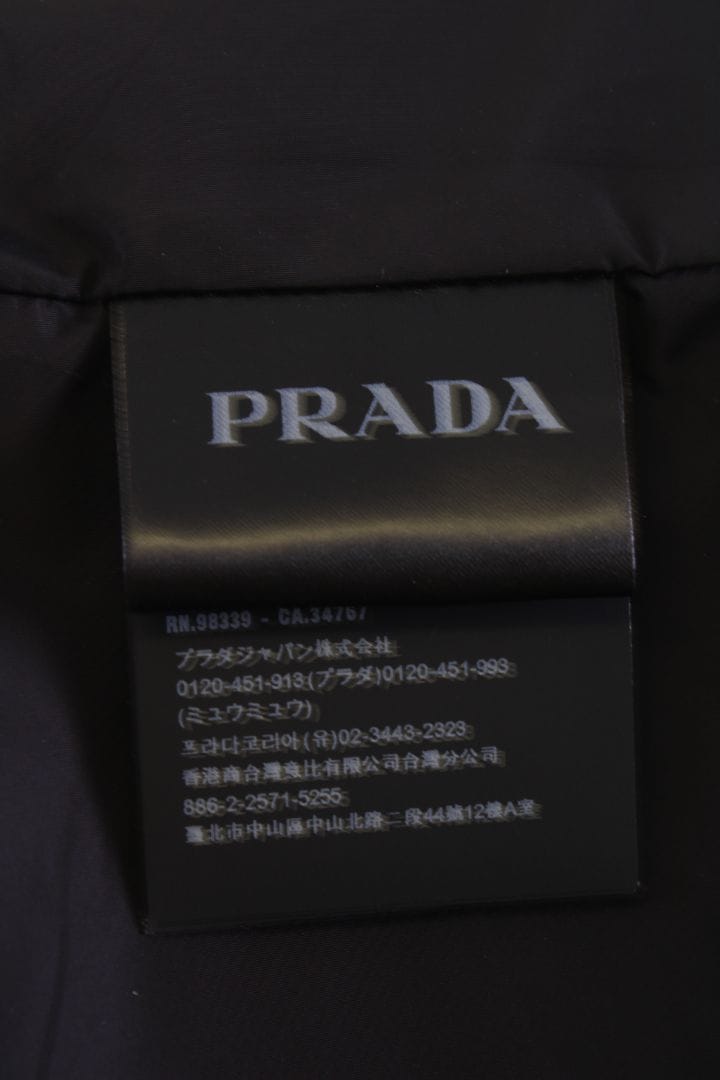 PRADA
RN.98339 - CA.34767
プラダジャパン株式会社
0120-451-913(プラダ)0120-451-993
(ミュウミュウ)
프라다코리아(유)02-3443-2323
香港商台灣意比有限公司台灣分公司
886-2-2571-5255
臺北市中山區中山北路二段44號12樓A室